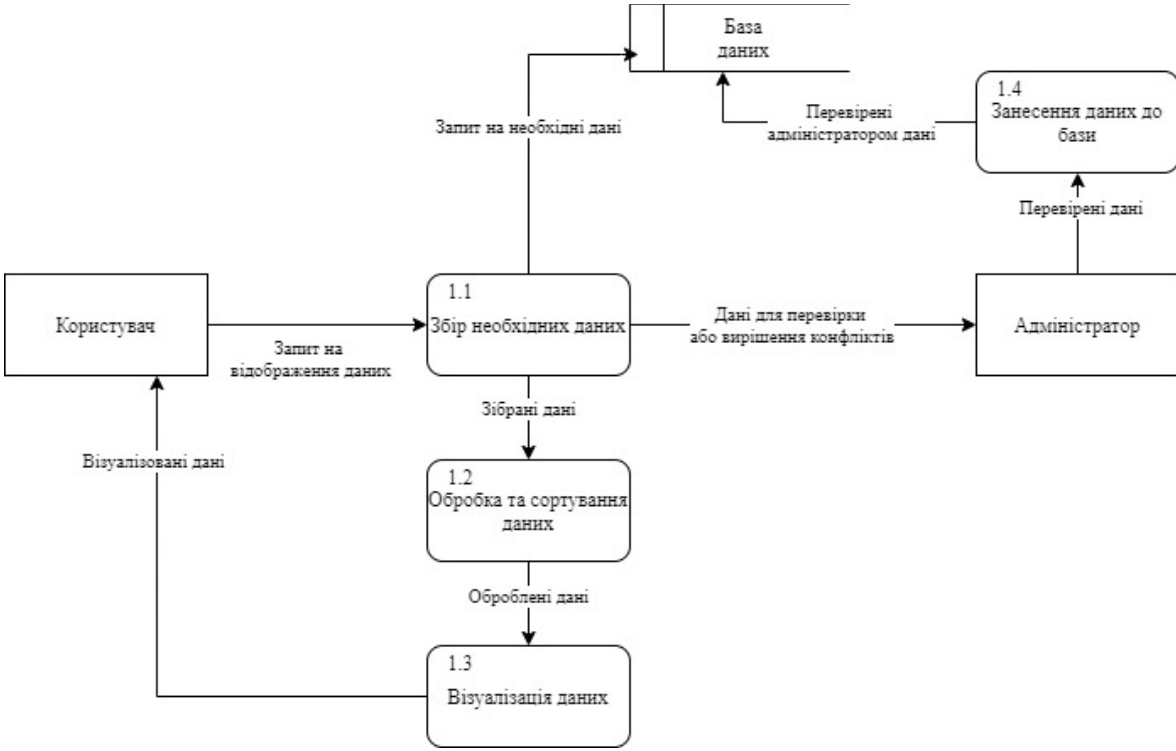 База
даних
1.4
Занесення даних до
бази
Перевірені
адміністратором дані
Запит на необхідні дані
Перевірені дані
Користувач
1.1
Збір необхідних даних
Дані для перевірки
або вирішення конфліктів
Адміністратор
Запит на
відображення даних
Зібрані дані
Візуалізовані дані
1.2
Обробка та сортування
даних
Оброблені дані
1.3
Візуалізація даних